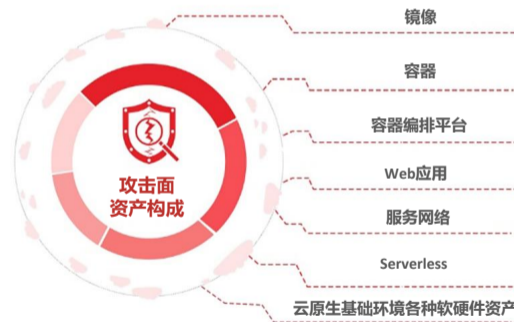 镜像
容器
容器编排平台
Web应用
攻击面
资产构成
服务网络
Serverless
云原生基础环境各种软硬件资产